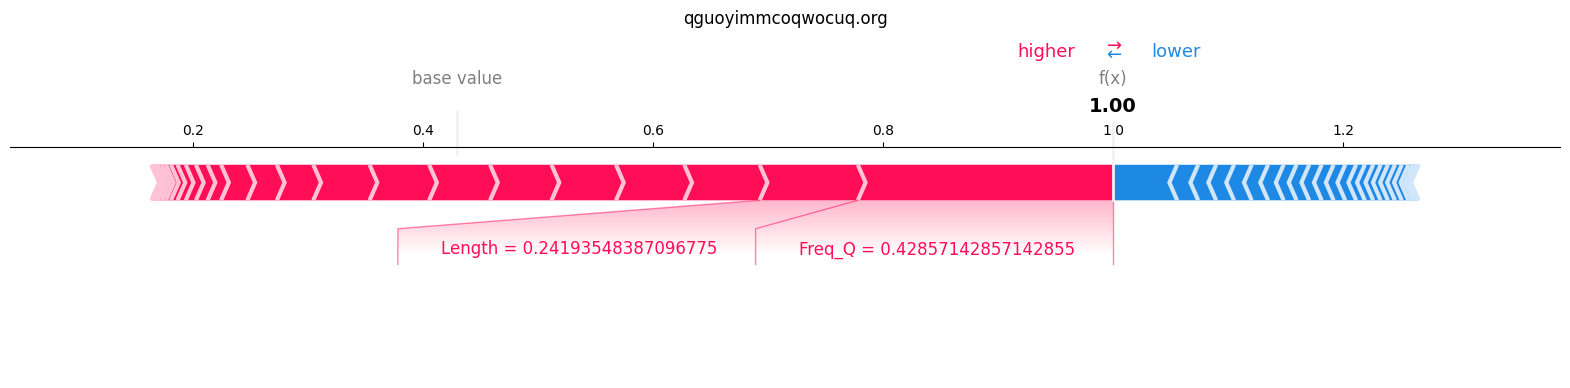 qguoyimmcoqwocuq.org
higher ⇄ lower
base value f(x)
1.00
0.2 0.4 0.6 0.8 1.0 1.2
Length = 0.24193548387096775 Freq_Q = 0.42857142857142855